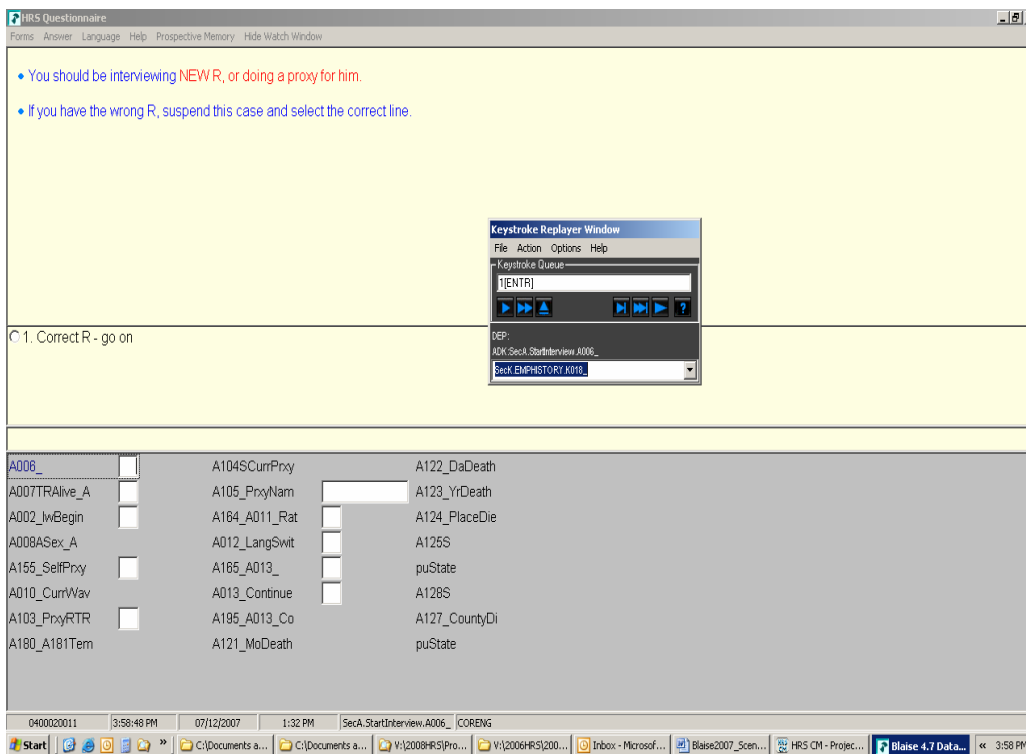 HRS Questionnaire
Forms Answer Language Help Prospective Memory Hide Watch Window
You should be interviewing NEW R, or doing a proxy for him.
If you have the wrong R, suspend this case and select the correct line.
Keystroke Replayer Window
File Action Options Help
Keystroke Queue
1[ENTR]
?
DEP:
ADK:SecA.StartInterview.A006_
SecK.EMPHISTORY.K018_
1. Correct R - go on
A006_ A104SCurrPrxy A122_DaDeath
A007TRAlive_A A105_PrxyNam A123_YrDeath
A002_IwBegin A164_A011_Rat A124_PlaceDie
A008ASex_A A012_LangSwit A125S
A155_SelfPrxy A165_A013_ puState
A010_CurrWav A013_Continue A128S
A103_PrxyRTR A195_A013_Co A127_CountyDi
A180_A181Tem A121_MoDeath puState
0400020011 3:58:48 PM 07/12/2007 1:32 PM SecA.StartInterview.A006_ CORENG
Start » C:\Documents a... C:\Documents a... V:\2008HRS\Pro... V:\2006HRS\200... Inbox - Microsof... Blaise2007_Scen... HRS CM - Projec... Blaise 4.7 Data... « 3:58 PM